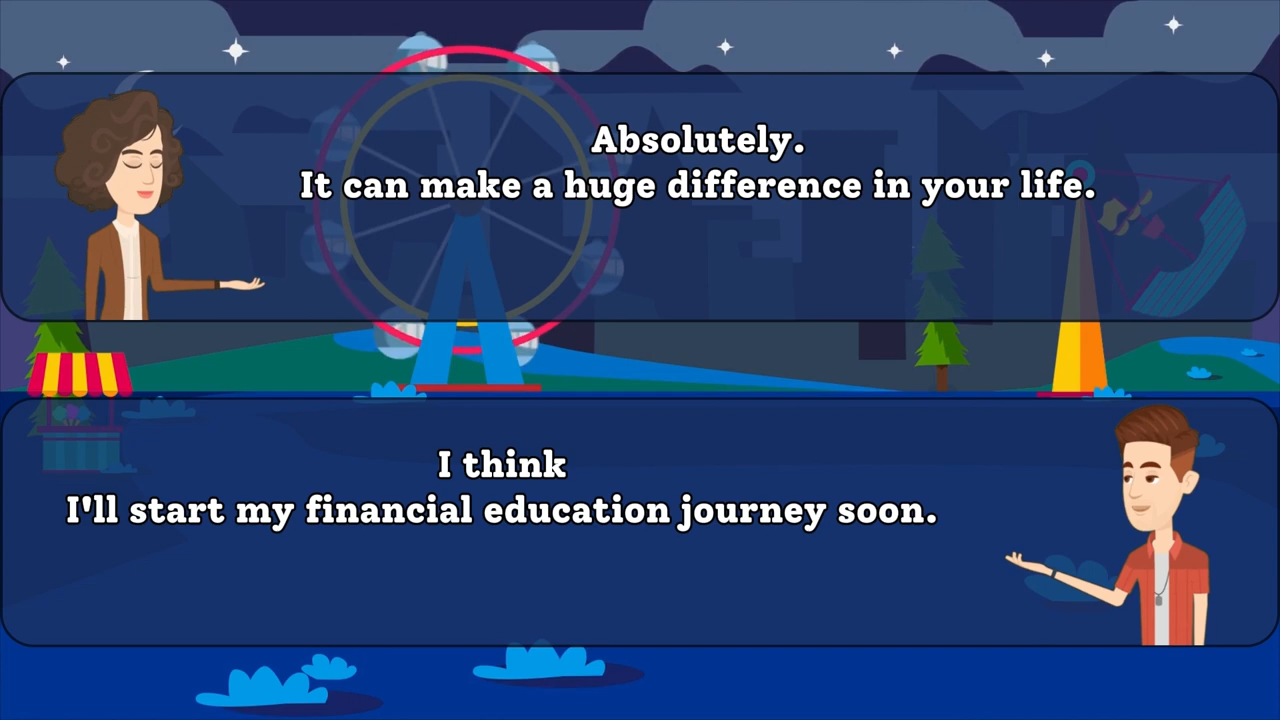 Absolutely.
It can make a huge difference in your life.
I think
I'll start my financial education journey soon.